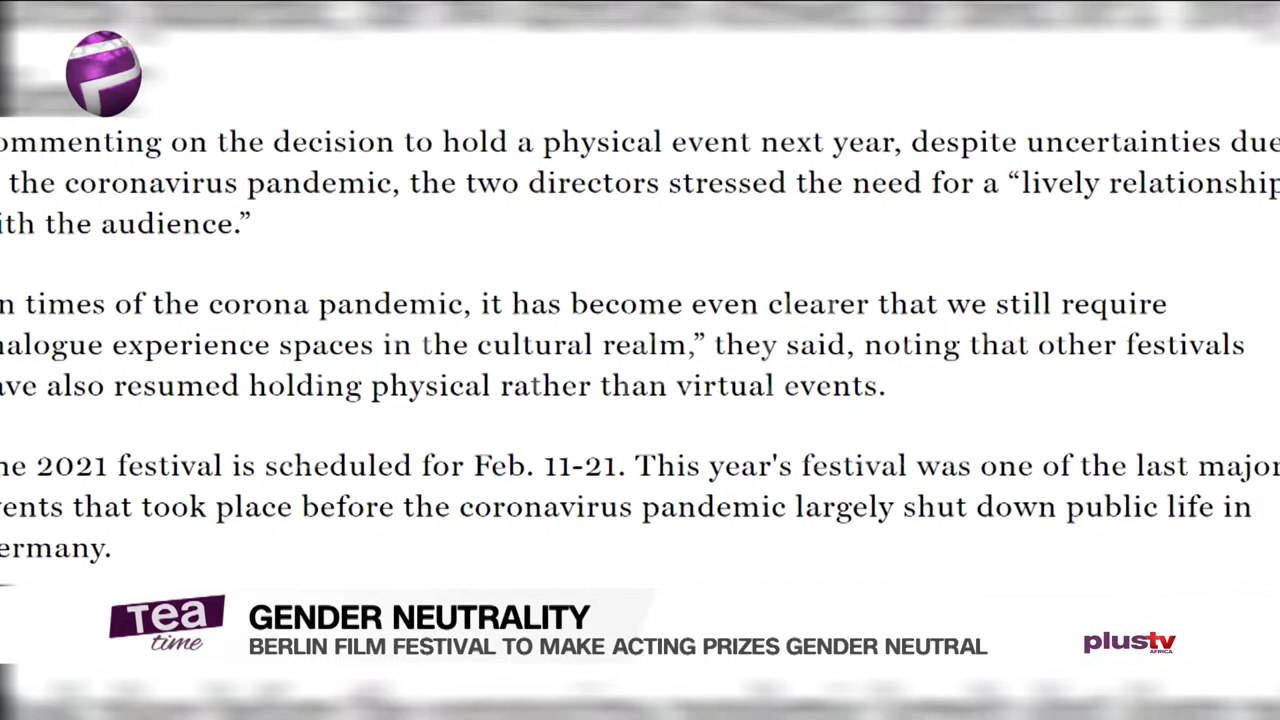 ommenting on the decision to hold a physical event next year, despite uncertainties due
the coronavirus pandemic, the two directors stressed the need for a “lively relationship
ith the audience.”
n times of the corona pandemic, it has become even clearer that we still require
nalogue experience spaces in the cultural realm,” they said, noting that other festivals
ave also resumed holding physical rather than virtual events.
he 2021 festival is scheduled for Feb. 11-21. This year's festival was one of the last major
ents that took place before the coronavirus pandemic largely shut down public life in
ermany.
Tea
time
GENDER NEUTRALITY
BERLIN FILM FESTIVAL TO MAKE ACTING PRIZES GENDER NEUTRAL
plustv
AFRICA